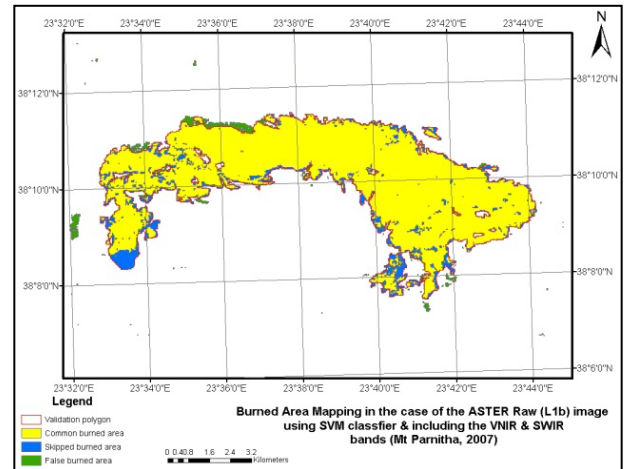 23°32'0"E 23°34'0"E 23°36'0"E 23°38'0"E 23°40'0"E 23°42'0"E 23°44'0"E
N
38°12'0"N 38°12'0"N
38°10'0"N 38°10'0"N
38°8'0"N 38°8'0"N
38°6'0"N
23°32'0"E 23°34'0"E 23°36'0"E 23°38'0"E 23°40'0"E 23°42'0"E 23°44'0"E
Legend
Validation polygon
Common burned area
Skipped burned area
False burned area
0 0.40.8 1.6 2.4 3.2
Kilometers
Burned Area Mapping in the case of the ASTER Raw (L1b) image
using SVM classfier & including the VNIR & SWIR
bands (Mt Parnitha, 2007)